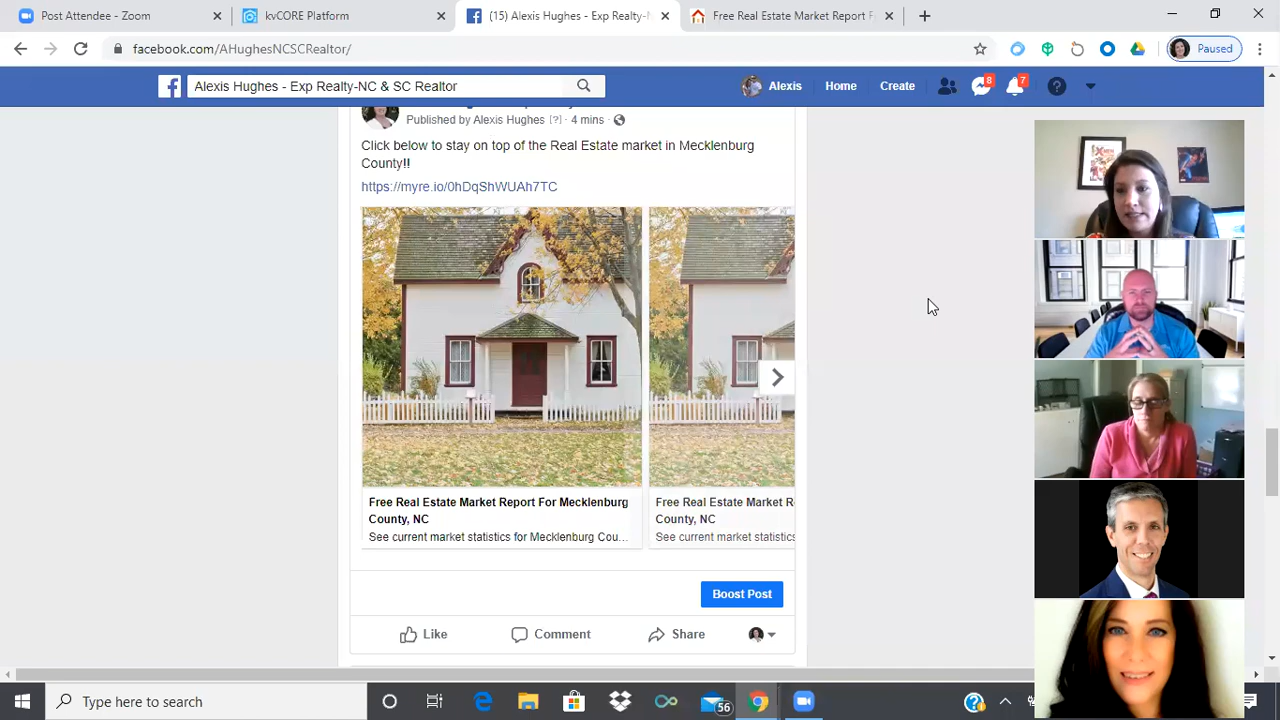 Post Attendee - Zoom
kvCORE Platform
(15) Alexis Hughes - Exp Realty-N
Free Real Estate Market Report F
facebook.com/AHughesNCSCRealtor/
Paused
Alexis Hughes - Exp Realty-NC & SC Realtor
Alexis
Home
Create
8
7
Published by Alexis Hughes [?] · 4 mins ·
Click below to stay on top of the Real Estate market in Mecklenburg
County!!
https://myre.io/0hDqShWUAh7TC
Free Real Estate Market Report For Mecklenburg
County, NC
See current market statistics for Mecklenburg Cou...
Free Real Estate Market R
County, NC
See current market statistics
Boost Post
Like
Comment
Share
Type here to search
56